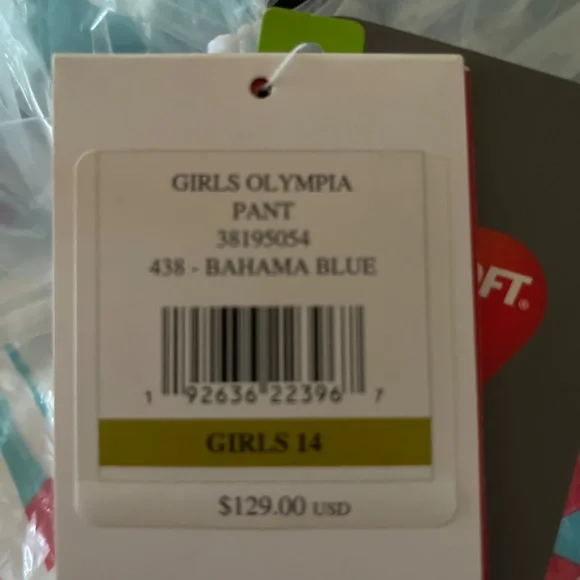 GIRLS OLYMPIA
PANT
38195054
438 - BAHAMA BLUE
1 92636 22396 7
GIRLS 14
$129.00 USD